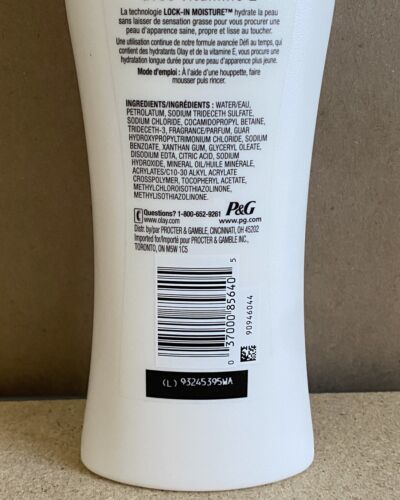 La technologie LOCK-IN MOISTURE™ hydrate la peau
sans laisser de sensation grasse pour vous procurer une
peau d'apparence saine, propre et lisse au toucher.
Une utilisation continue de notre formule avancée Défi au temps, qui
contient des hydratants Olay et de la vitamine E, vous procurera une
hydratation longue durée pour une peau d'apparence plus jeune.
Mode d'emploi : À l'aide d'une houppette, faire
mousser puis rincer.
INGREDIENTS/INGRÉDIENTS: WATER/EAU,
PETROLATUM, SODIUM TRIDECETH SULFATE,
SODIUM CHLORIDE, COCAMIDOPROPYL BETAINE,
TRIDECETH-3, FRAGRANCE/PARFUM, GUAR
HYDROXYPROPYLTRIMONIUM CHLORIDE, SODIUM
BENZOATE, XANTHAN GUM, GLYCERYL OLEATE,
DISODIUM EDTA, CITRIC ACID, SODIUM
HYDROXIDE, MINERAL OIL/HUILE MINÉRALE,
ACRYLATES/C10-30 ALKYL ACRYLATE
CROSSPOLYMER, TOCOPHERYL ACETATE,
METHYLCHLOROISOTHIAZOLINONE,
METHYLISOTHIAZOLINONE.
Questions? 1-800-652-9261
www.olay.com
P&G
www.pg.com
Distr. by/par PROCTER & GAMBLE, CINCINNATI, OH 45202
Imported for/Importé pour PROCTER & GAMBLE INC.,
TORONTO, ON M5W 1C5
0 37000 85640 5
90946044
(L) 93245395WA